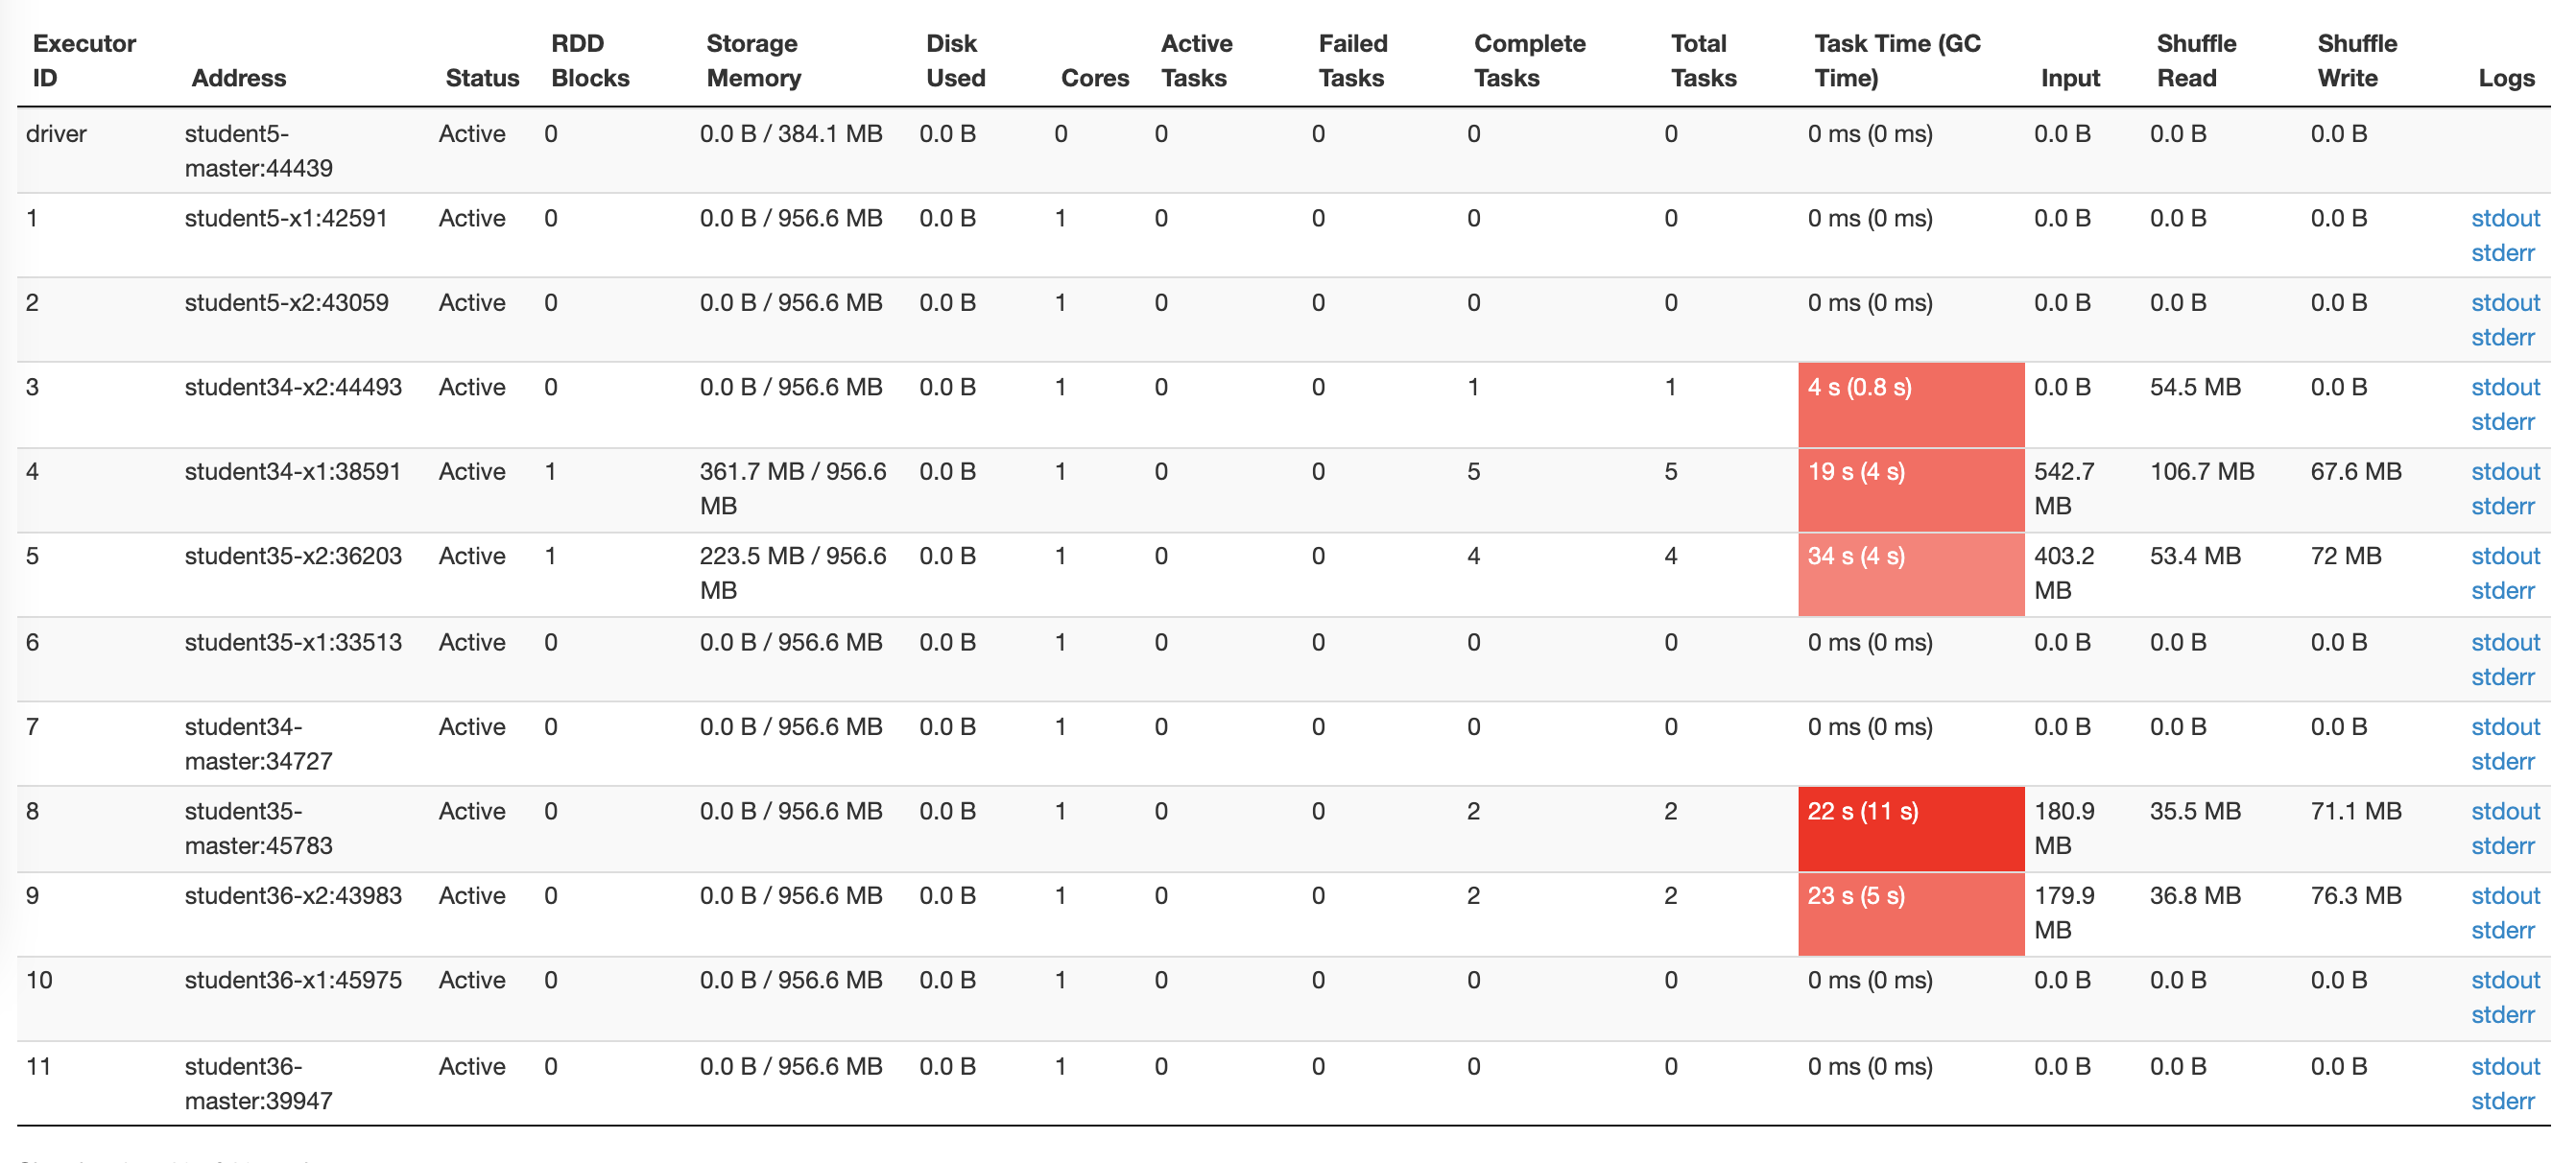 Executor ID Address Status RDD Blocks Storage Memory Disk Used Cores Active Tasks Failed Tasks Complete Tasks Total Tasks Task Time (GC Time) Input Shuffle Read Shuffle Write Logs
driver student5-master:44439 Active 0 0.0 B / 384.1 MB 0.0 B 0 0 0 0 0 0 ms (0 ms) 0.0 B 0.0 B 0.0 B
1 student5-x1:42591 Active 0 0.0 B / 956.6 MB 0.0 B 1 0 0 0 0 0 ms (0 ms) 0.0 B 0.0 B 0.0 B stdout stderr
2 student5-x2:43059 Active 0 0.0 B / 956.6 MB 0.0 B 1 0 0 0 0 0 ms (0 ms) 0.0 B 0.0 B 0.0 B stdout stderr
3 student34-x2:44493 Active 0 0.0 B / 956.6 MB 0.0 B 1 0 0 1 1 4 s (0.8 s) 0.0 B 54.5 MB 0.0 B stdout stderr
4 student34-x1:38591 Active 1 361.7 MB / 956.6 MB 0.0 B 1 0 0 5 5 19 s (4 s) 542.7 MB 106.7 MB 67.6 MB stdout stderr
5 student35-x2:36203 Active 1 223.5 MB / 956.6 MB 0.0 B 1 0 0 4 4 34 s (4 s) 403.2 MB 53.4 MB 72 MB stdout stderr
6 student35-x1:33513 Active 0 0.0 B / 956.6 MB 0.0 B 1 0 0 0 0 0 ms (0 ms) 0.0 B 0.0 B 0.0 B stdout stderr
7 student34-master:34727 Active 0 0.0 B / 956.6 MB 0.0 B 1 0 0 0 0 0 ms (0 ms) 0.0 B 0.0 B 0.0 B stdout stderr
8 student35-master:45783 Active 0 0.0 B / 956.6 MB 0.0 B 1 0 0 2 2 22 s (11 s) 180.9 MB 35.5 MB 71.1 MB stdout stderr
9 student36-x2:43983 Active 0 0.0 B / 956.6 MB 0.0 B 1 0 0 2 2 23 s (5 s) 179.9 MB 36.8 MB 76.3 MB stdout stderr
10 student36-x1:45975 Active 0 0.0 B / 956.6 MB 0.0 B 1 0 0 0 0 0 ms (0 ms) 0.0 B 0.0 B 0.0 B stdout stderr
11 student36-master:39947 Active 0 0.0 B / 956.6 MB 0.0 B 1 0 0 0 0 0 ms (0 ms) 0.0 B 0.0 B 0.0 B stdout stderr